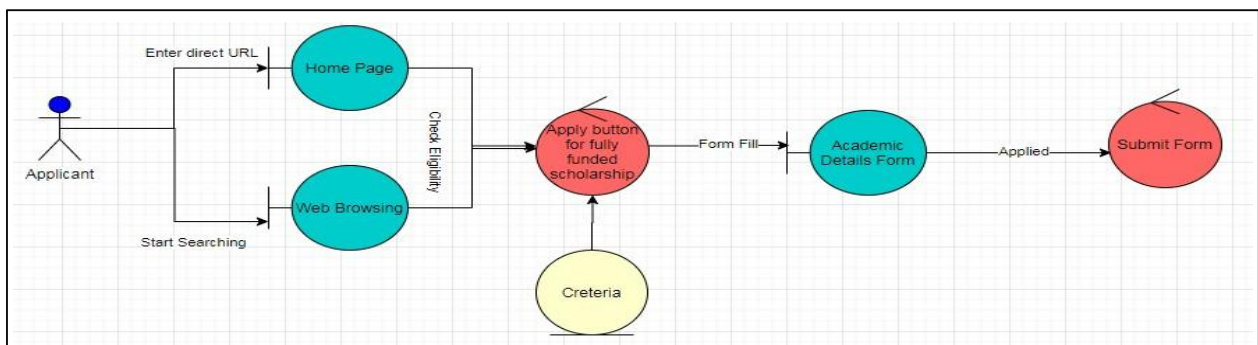 Enter direct URL
Home Page
Applicant
Check Eligibility
Web Browsing
Start Searching
Apply button
for fully
funded
scholarship
Form Fill
Academic
Details Form
Applied
Submit Form
Creteria